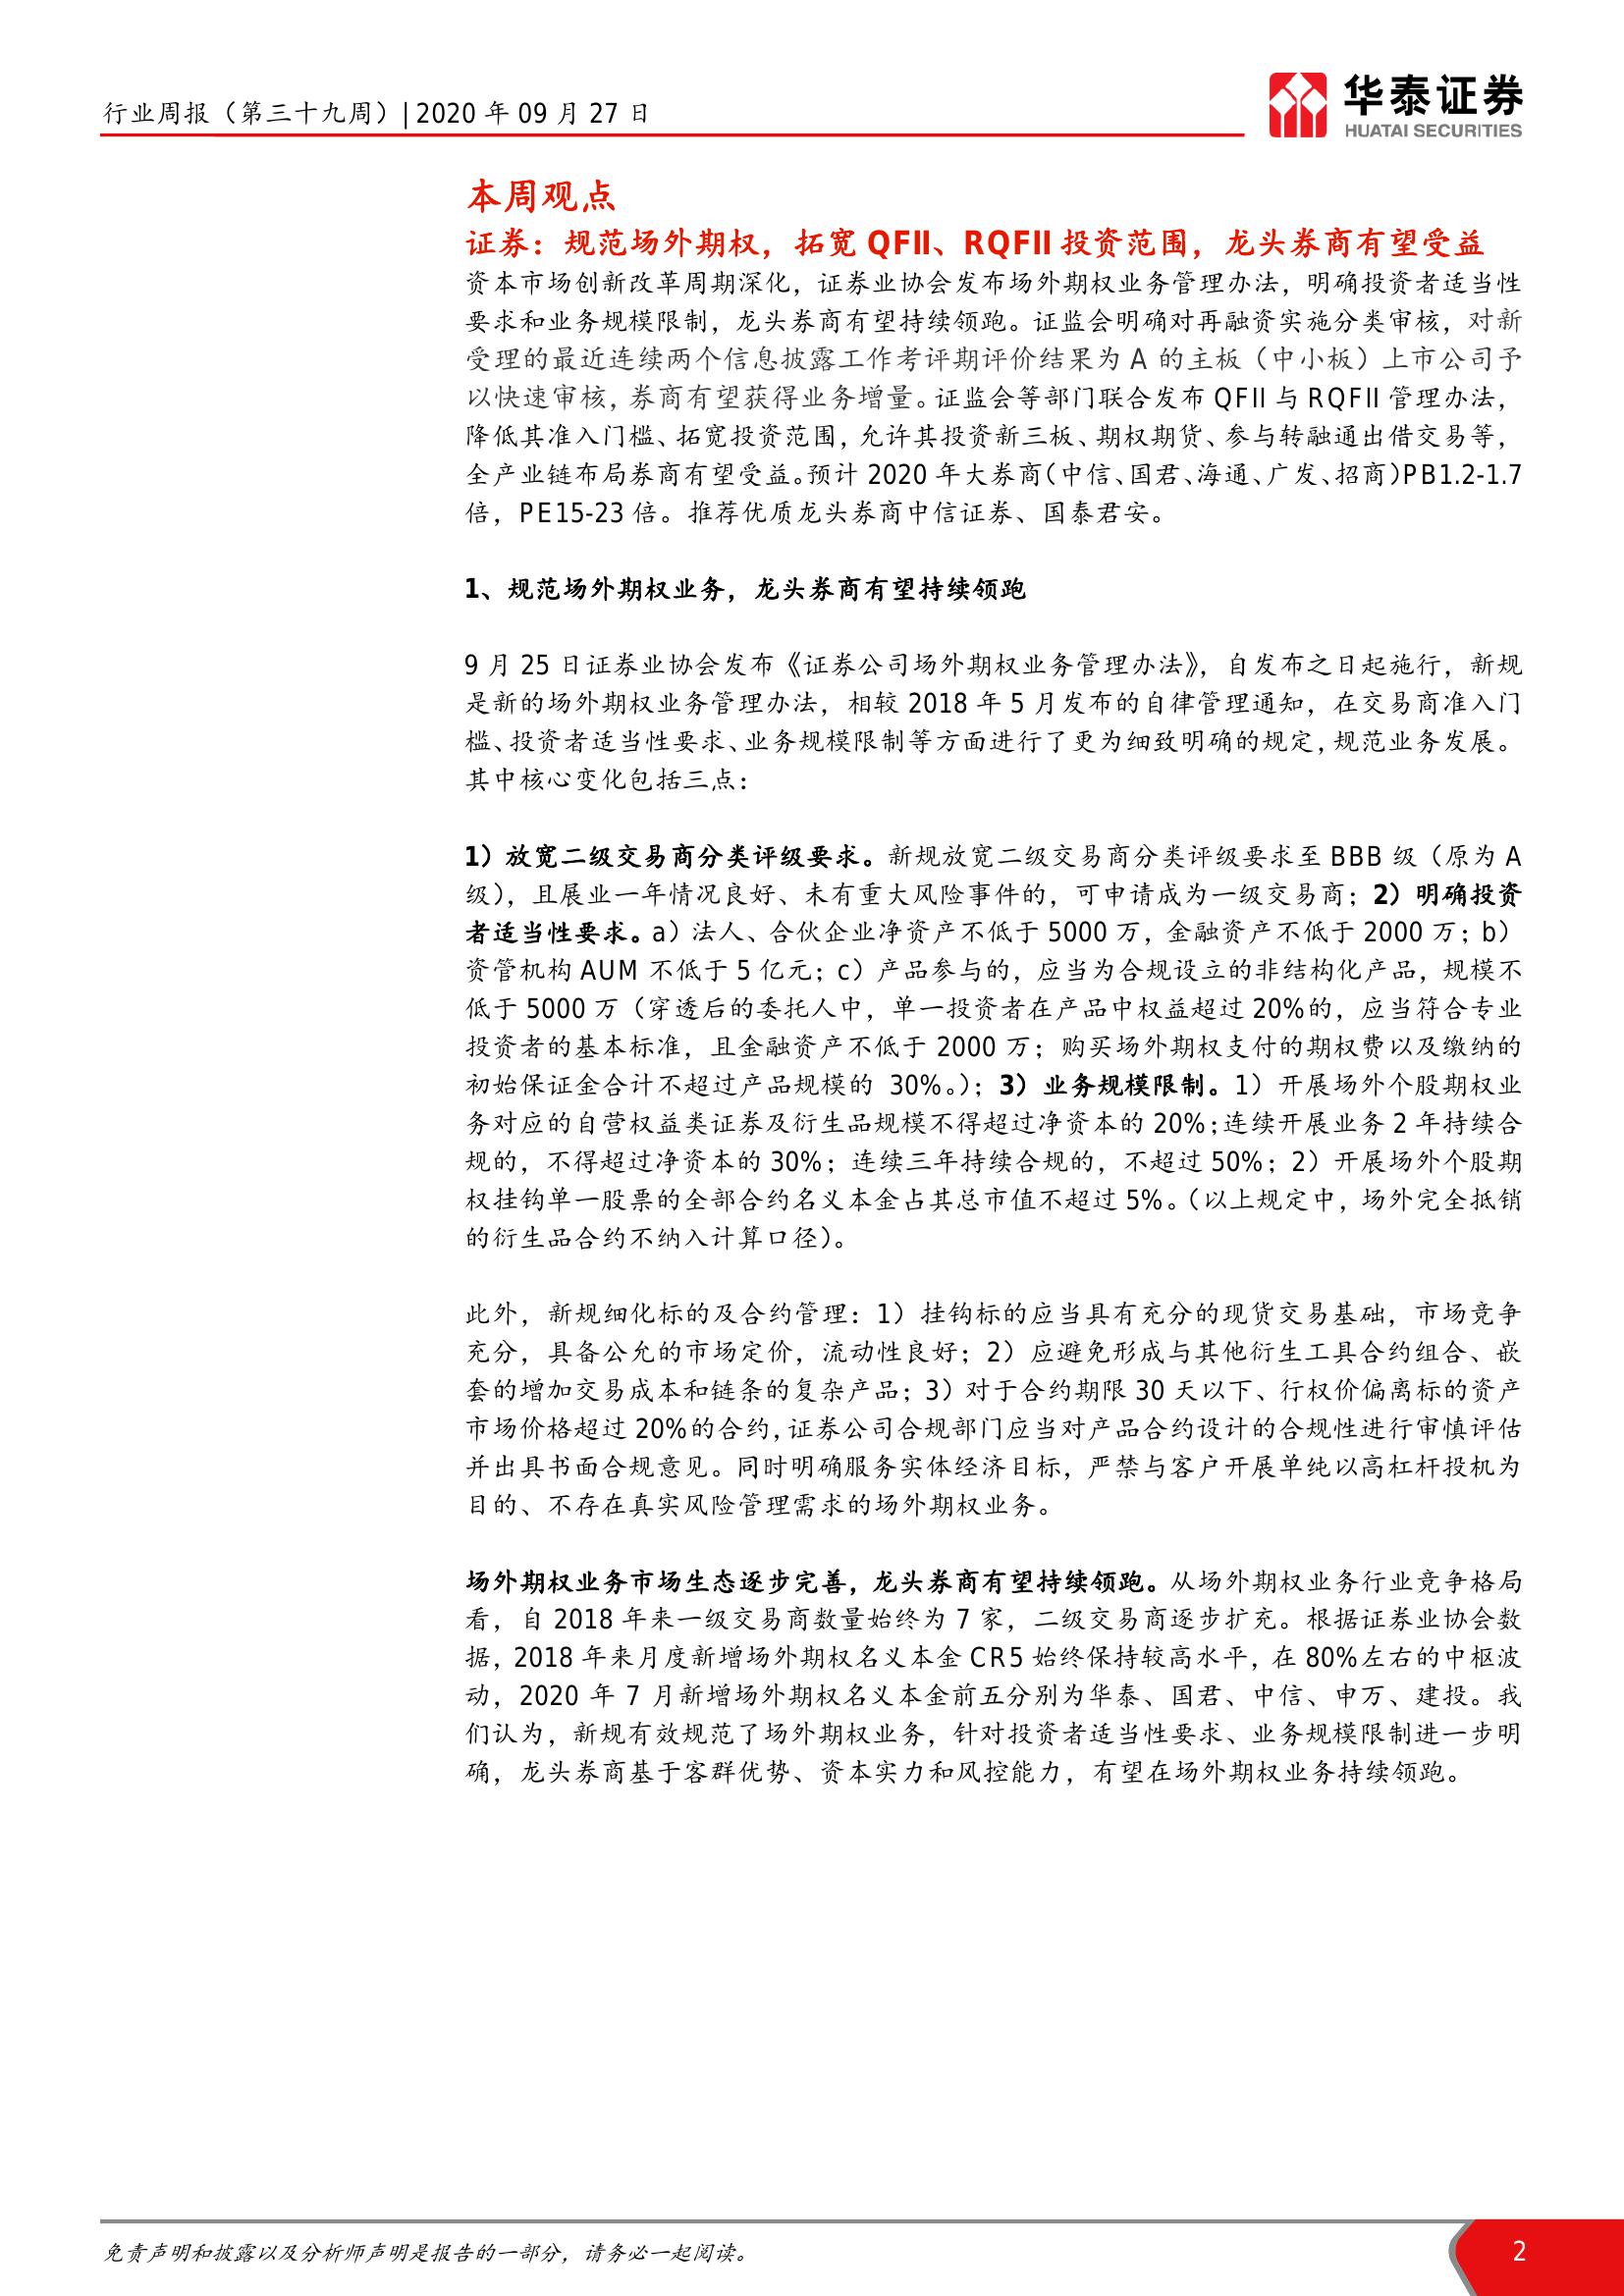 行业周报（第三十九周）| 2020 年 09 月 27 日
华泰证券
HUATAI SECURITIES
本周观点
证券：规范场外期权，拓宽 QFII、RQFII 投资范围，龙头券商有望受益
资本市场创新改革周期深化，证券业协会发布场外期权业务管理办法，明确投资者适当性
要求和业务规模限制，龙头券商有望持续领跑。证监会明确对再融资实施分类审核，对新
受理的最近连续两个信息披露工作考评期评价结果为 A 的主板（中小板）上市公司予
以快速审核，券商有望获得业务增量。证监会等部门联合发布 QFII 与 RQFII 管理办法，
降低其准入门槛、拓宽投资范围，允许其投资新三板、期权期货、参与转融通出借交易等，
全产业链布局券商有望受益。预计 2020 年大券商（中信、国君、海通、广发、招商）PB1.2-1.7
倍，PE15-23 倍。推荐优质龙头券商中信证券、国泰君安。
1、规范场外期权业务，龙头券商有望持续领跑
9 月 25 日证券业协会发布《证券公司场外期权业务管理办法》，自发布之日起施行，新规
是新的场外期权业务管理办法，相较 2018 年 5 月发布的自律管理通知，在交易商准入门
槛、投资者适当性要求、业务规模限制等方面进行了更为细致明确的规定，规范业务发展。
其中核心变化包括三点：
1）放宽二级交易商分类评级要求。新规放宽二级交易商分类评级要求至 BBB 级（原为 A
级），且展业一年情况良好、未有重大风险事件的，可申请成为一级交易商；2）明确投资
者适当性要求。a）法人、合伙企业净资产不低于 5000 万，金融资产不低于 2000 万；b）
资管机构 AUM 不低于 5 亿元；c）产品参与的，应当为合规设立的非结构化产品，规模不
低于 5000 万（穿透后的委托人中，单一投资者在产品中权益超过 20%的，应当符合专业
投资者的基本标准，且金融资产不低于 2000 万；购买场外期权支付的期权费以及缴纳的
初始保证金合计不超过产品规模的 30%。）；3）业务规模限制。1）开展场外个股期权业
务对应的自营权益类证券及衍生品规模不得超过净资本的 20%；连续开展业务 2 年持续合
规的，不得超过净资本的 30%；连续三年持续合规的，不超过 50%；2）开展场外个股期
权挂钩单一股票的全部合约名义本金占其总市值不超过 5%。（以上规定中，场外完全抵销
的衍生品合约不纳入计算口径）。
此外，新规细化标的及合约管理：1）挂钩标的应当具有充分的现货交易基础，市场竞争
充分，具备公允的市场定价，流动性良好；2）应避免形成与其他衍生工具合约组合、嵌
套的增加交易成本和链条的复杂产品；3）对于合约期限 30 天以下、行权价偏离标的资产
市场价格超过 20%的合约，证券公司合规部门应当对产品合约设计的合规性进行审慎评估
并出具书面合规意见。同时明确服务实体经济目标，严禁与客户开展单纯以高杠杆投机为
目的、不存在真实风险管理需求的场外期权业务。
场外期权业务市场生态逐步完善，龙头券商有望持续领跑。从场外期权业务行业竞争格局
看，自 2018 年来一级交易商数量始终为 7 家，二级交易商逐步扩充。根据证券业协会数
据，2018 年来月度新增场外期权名义本金 CR5 始终保持较高水平，在 80%左右的中枢波
动，2020 年 7 月新增场外期权名义本金前五分别为华泰、国君、中信、申万、建投。我
们认为，新规有效规范了场外期权业务，针对投资者适当性要求、业务规模限制进一步明
确，龙头券商基于客群优势、资本实力和风控能力，有望在场外期权业务持续领跑。
免责声明和披露以及分析师声明是报告的一部分，请务必一起阅读。
2